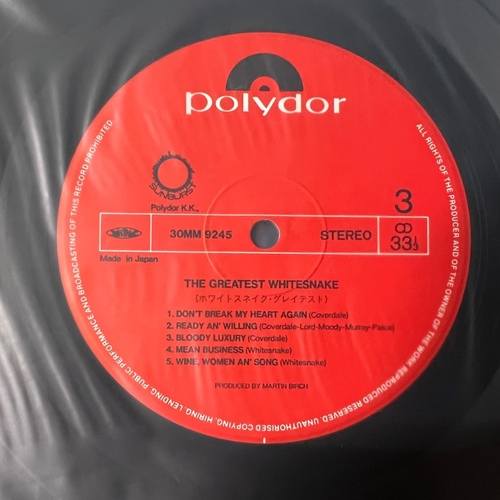 polydor
SUNBURST
Polydor K.K.,
3
30MM 9245
STEREO
33 1/3
Made in Japan
THE GREATEST WHITESNAKE
(ホワイトスネイク・グレイテスト)
1. DON'T BREAK MY HEART AGAIN (Coverdale)
2. READY AN' WILLING (Coverdale-Lord-Moody-Murray-Paice)
3. BLOODY LUXURY (Coverdale)
4. MEAN BUSINESS (Whitesnake)
5. WINE, WOMEN AN' SONG (Whitesnake)
PRODUCED BY MARTIN BIRCH
ALL RIGHTS OF THE PRODUCER AND OF THE OWNER OF THE WORK REPRODUCED RESERVED. UNAUTHORISED COPYING, HIRING, LENDING, PUBLIC PERFORMANCE AND BROADCASTING OF THIS RECORD PROHIBITED